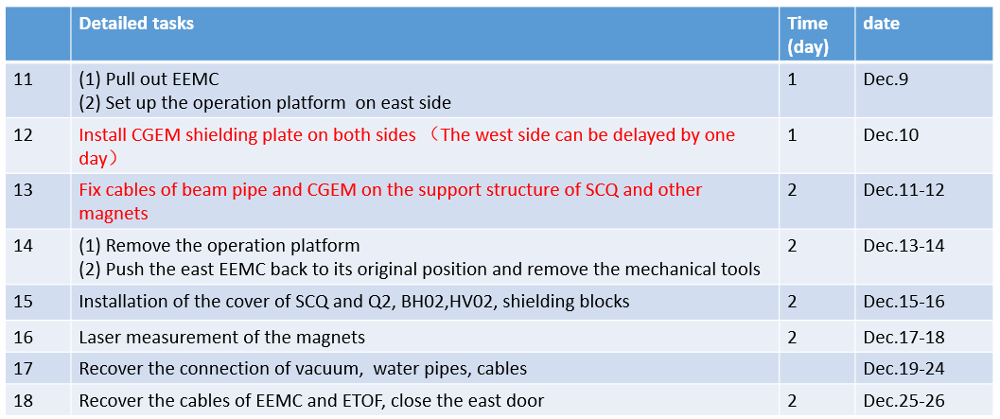 Detailed tasks
Time (day)
date
11
(1) Pull out EEMC
(2) Set up the operation platform  on east side
1
Dec.9
12
Install CGEM shielding plate on both sides （The west side can be delayed by one
day）
1
Dec.10
13
Fix cables of beam pipe and CGEM on the support structure of SCQ and other
magnets
2
Dec.11-12
14
(1) Remove the operation platform
(2) Push the east EEMC back to its original position and remove the mechanical tools
2
Dec.13-14
15
Installation of the cover of SCQ and Q2, BH02,HV02, shielding blocks
2
Dec.15-16
16
Laser measurement of the magnets
2
Dec.17-18
17
Recover the connection of vacuum,  water pipes, cables
Dec.19-24
18
Recover the cables of EEMC and ETOF, close the east door
2
Dec.25-26